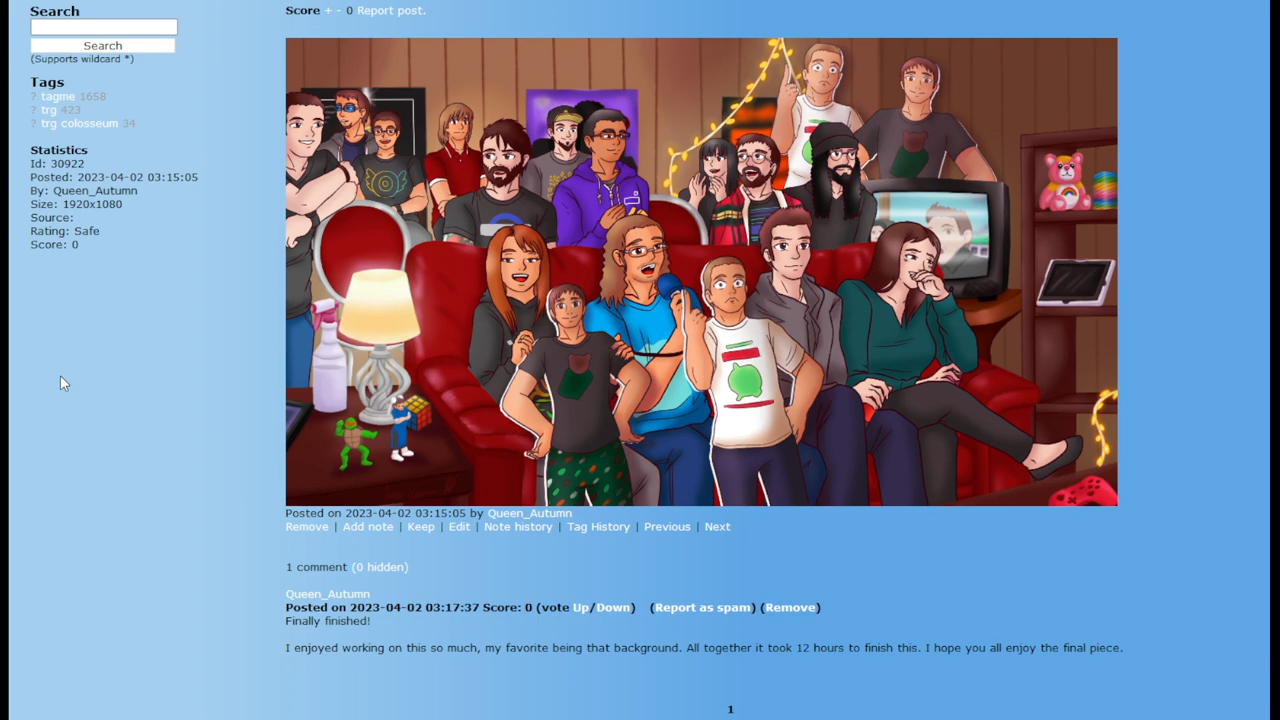 Search
Score + - 0 Report post.
Search
(Supports wildcard *)
Tags
? tagme 1658
? trg 423
? trg colosseum 34
Statistics
Id: 30922
Posted: 2023-04-02 03:15:05
By: Queen_Autumn
Size: 1920x1080
Source:
Rating: Safe
Score: 0
Posted on 2023-04-02 03:15:05 by Queen_Autumn
Remove | Add note | Keep | Edit | Note history | Tag History | Previous | Next
1 comment (0 hidden)
Queen_Autumn
Posted on 2023-04-02 03:17:37 Score: 0 (vote Up/Down) (Report as spam) (Remove)
Finally finished!
I enjoyed working on this so much, my favorite being that background. All together it took 12 hours to finish this. I hope you all enjoy the final piece.
1